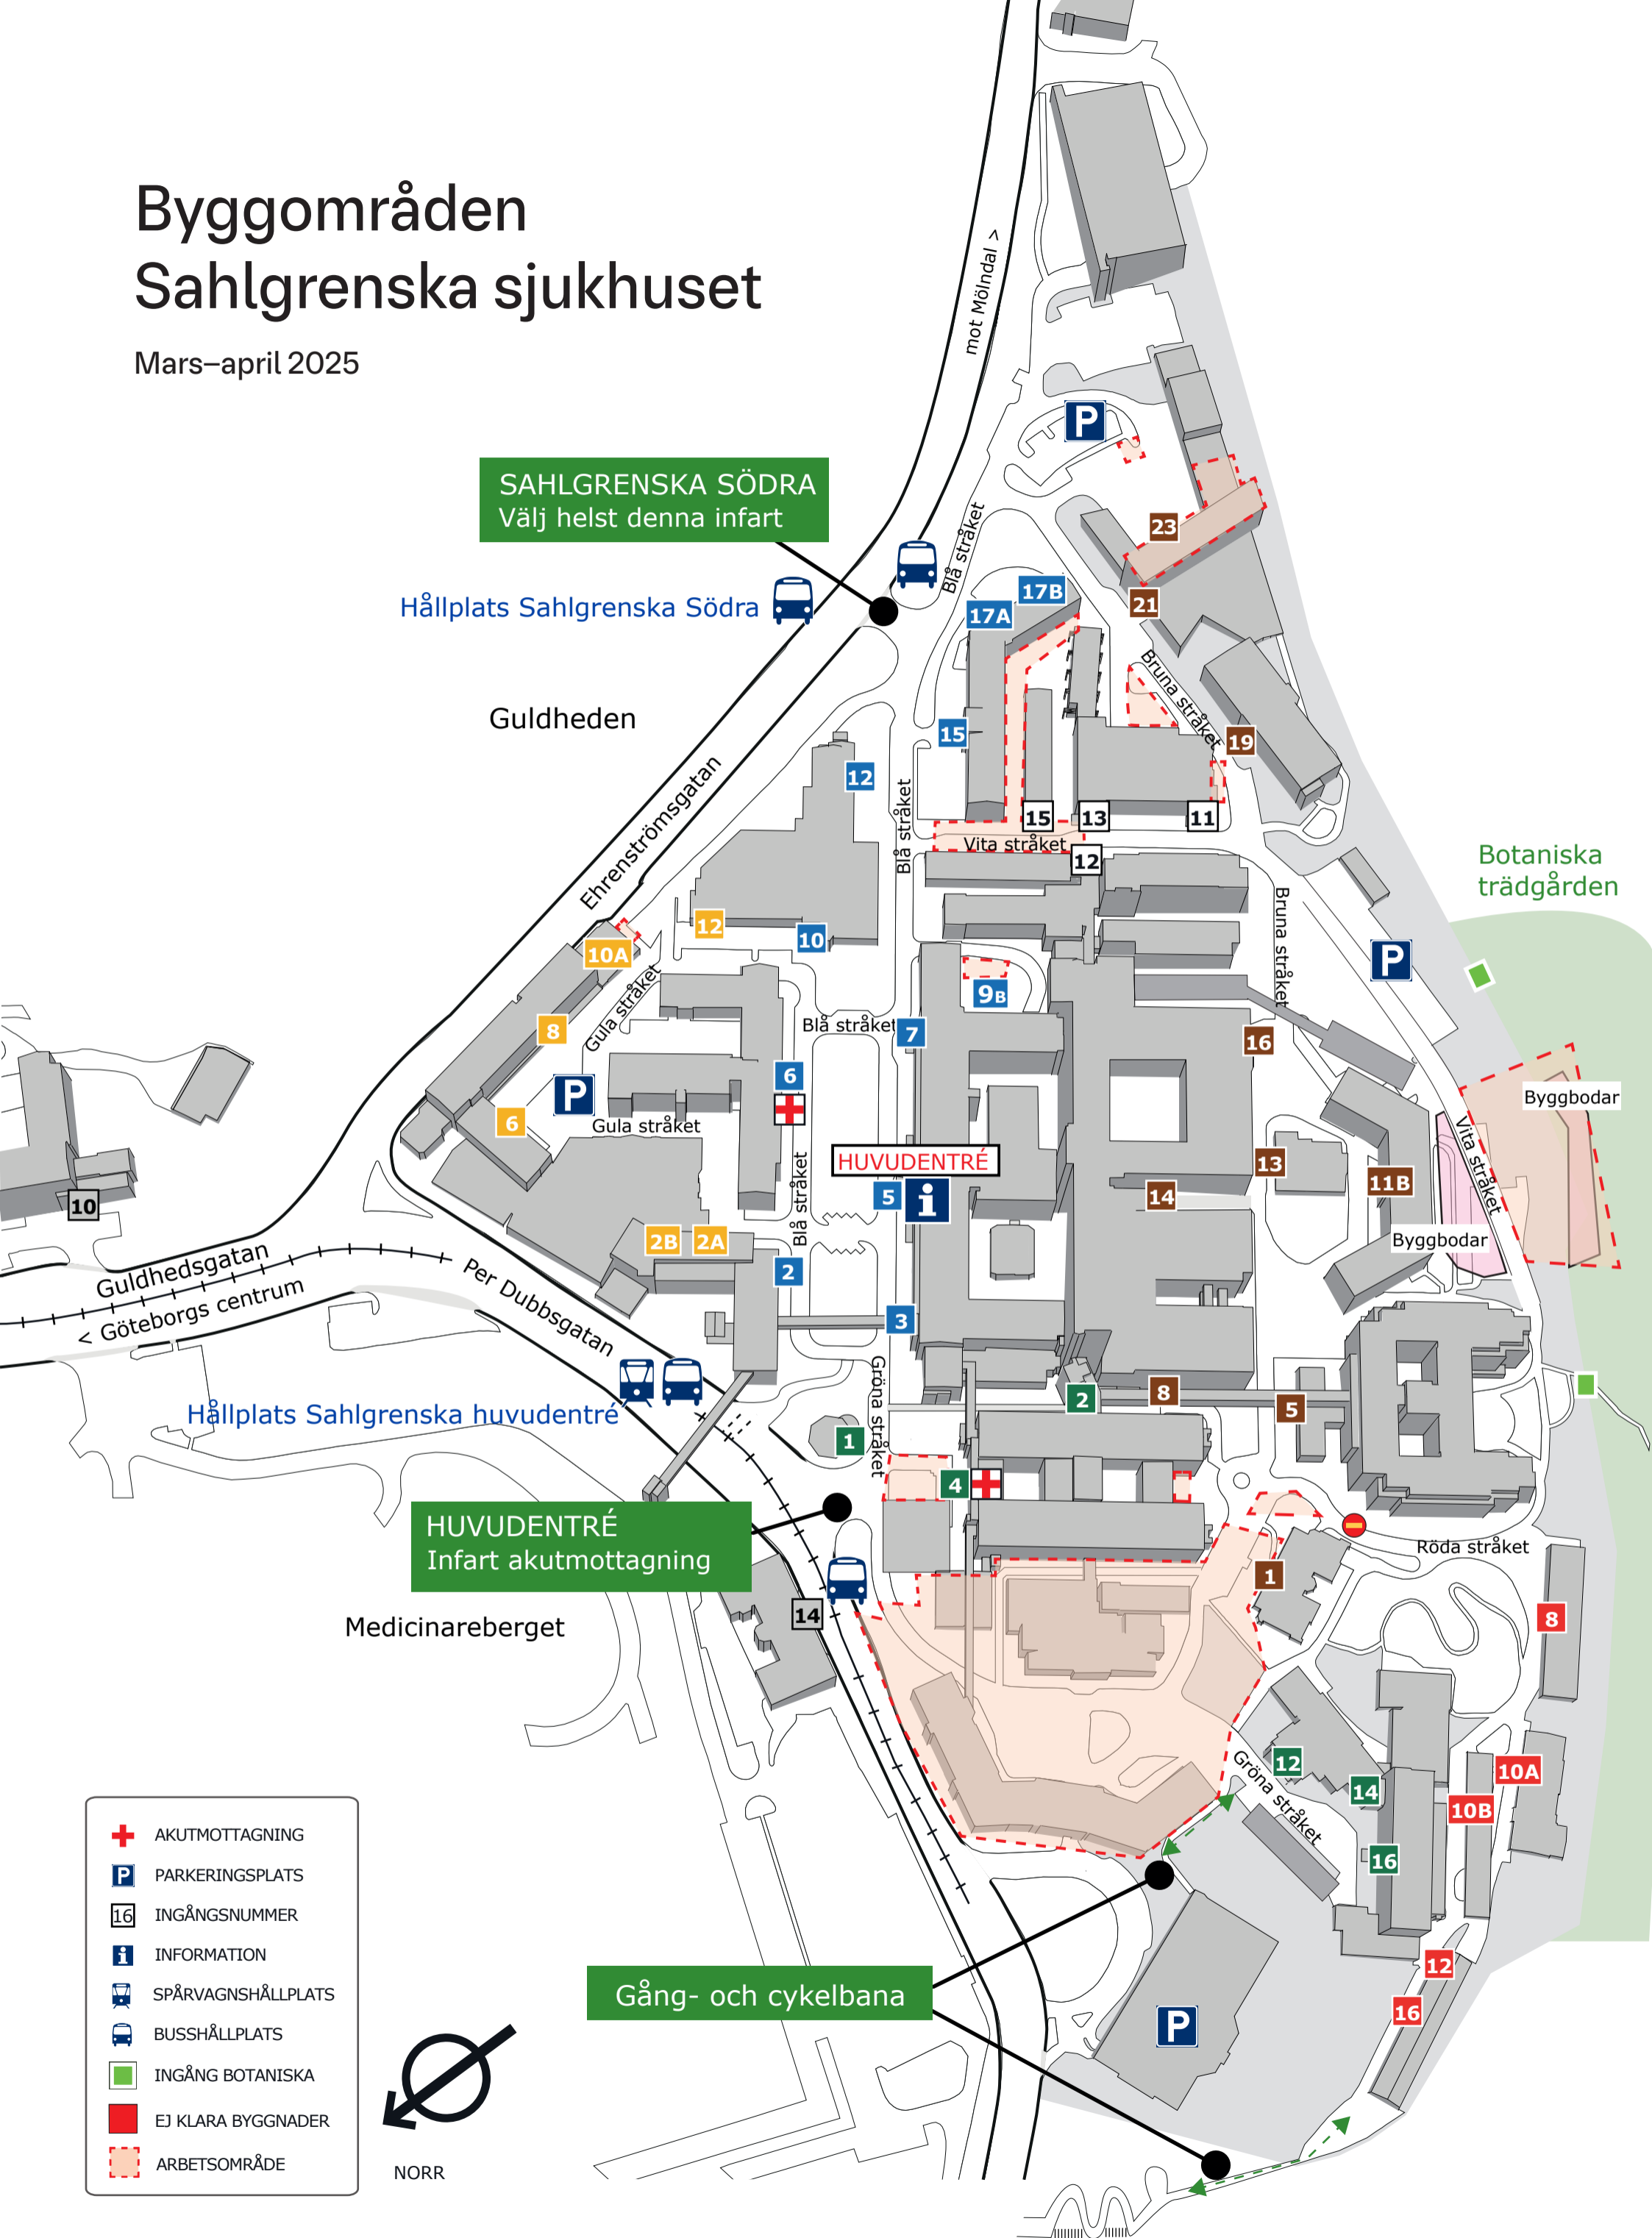 Byggområden
Sahlgrenska sjukhuset
Mars–april 2025
mot Mölndal >
P
SAHLGRENSKA SÖDRA
Välj helst denna infart
Blå stråket
23
Hållplats Sahlgrenska Södra
17B
17A
21
Bruna stråket
Guldheden
15
19
12
Ehrenströmsgatan
Blå stråket
15
13
11
Vita stråket
12
Botaniska
trädgården
12
10
10A
Bruna stråket
P
9B
Gula stråket
8
Blå stråket
7
16
6
P
6
Gula stråket
Byggbodar
Vita stråket
HUVUDENTRÉ
13
14
11B
5
i
10
Blå stråket
2B
2A
Byggbodar
2
Guldhedsgatan
< Göteborgs centrum
Per Dubbsgatan
3
Gröna stråket
2
8
5
Hållplats Sahlgrenska huvudentré
1
4
HUVUDENTRÉ
Infart akutmottagning
Röda stråket
1
14
8
Medicinareberget
Gröna stråket
12
14
10A
10B
16
12
16
Gång- och cykelbana
P
AKUTMOTTAGNING
P PARKERINGSPLATS
16 INGÅNGSNUMMER
i INFORMATION
SPÅRVAGNSHÅLLPLATS
BUSSHÅLLPLATS
INGÅNG BOTANISKA
EJ KLARA BYGGNADER
ARBETSOMRÅDE
NORR